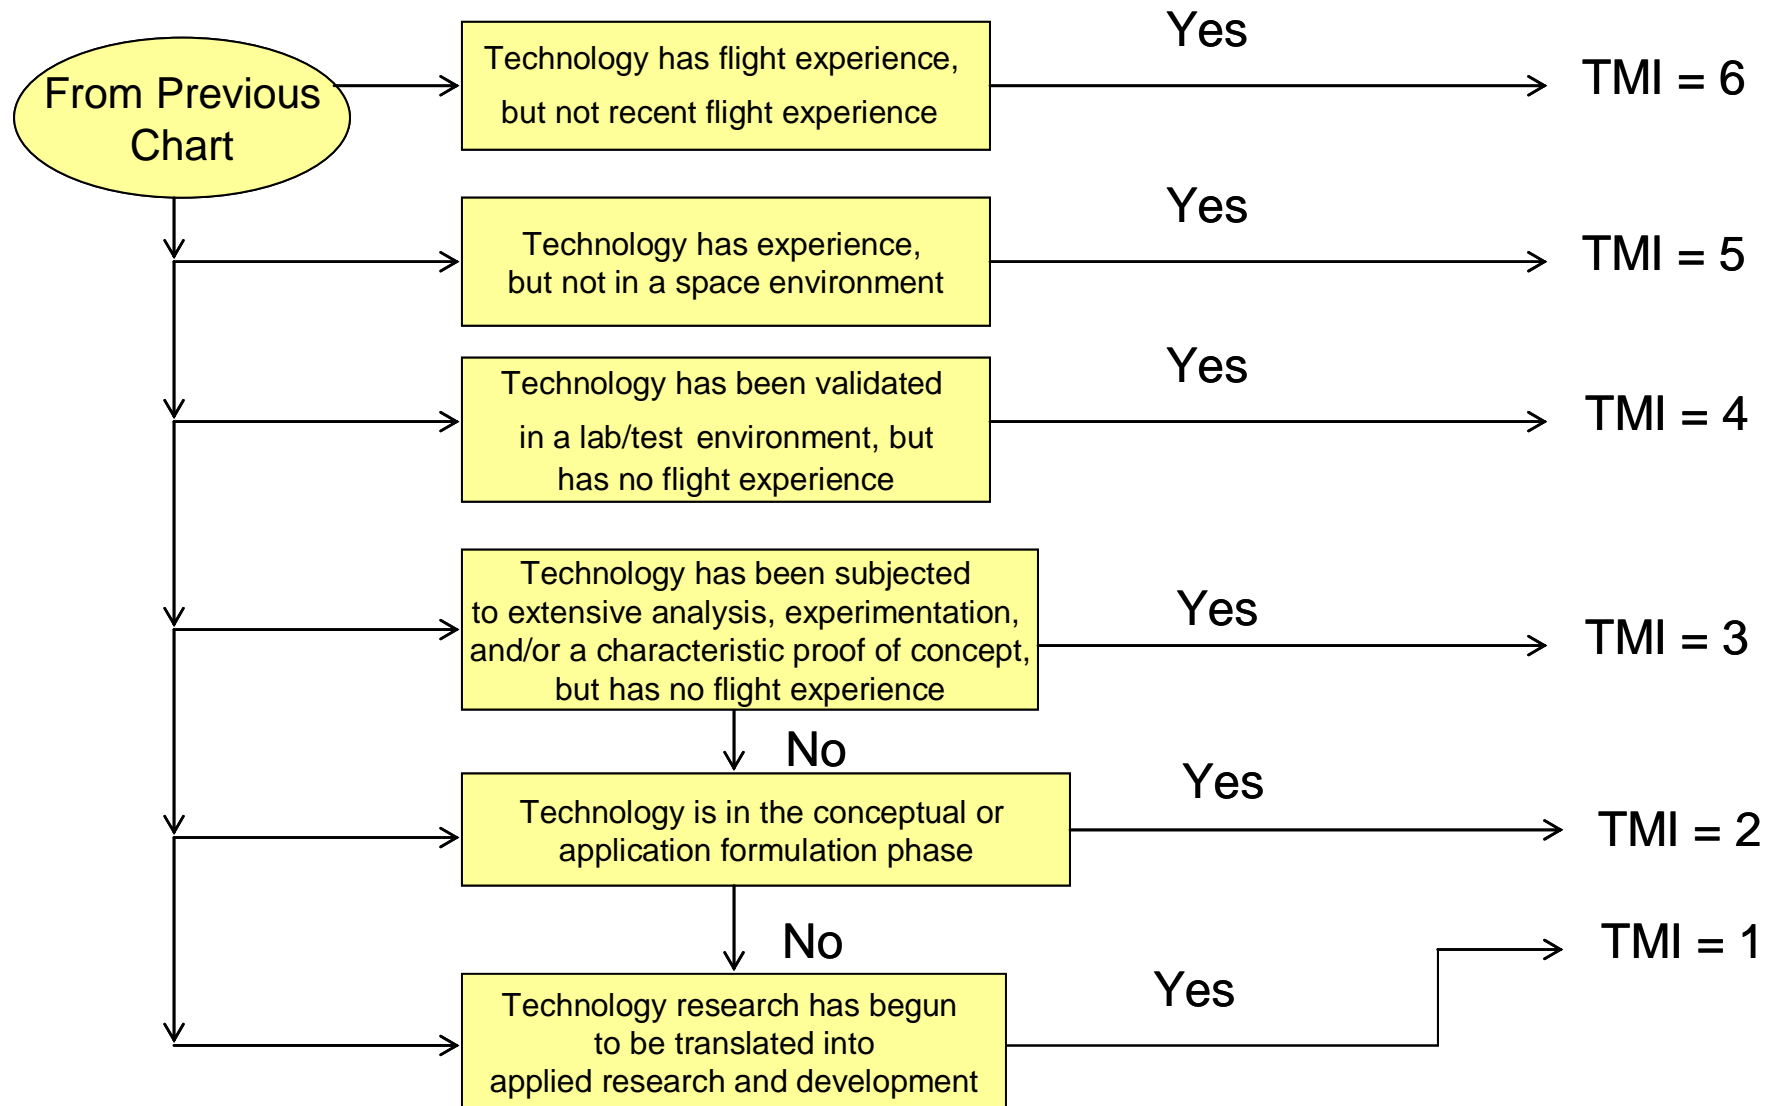 From Previous
Chart
Technology has flight experience,
but not recent flight experience
Yes
TMI = 6
Technology has experience,
but not in a space environment
Yes
TMI = 5
Technology has been validated
in a lab/test environment, but
has no flight experience
Yes
TMI = 4
Technology has been subjected
to extensive analysis, experimentation,
and/or a characteristic proof of concept,
but has no flight experience
Yes
TMI = 3
No
Technology is in the conceptual or
application formulation phase
Yes
TMI = 2
No
Technology research has begun
to be translated into
applied research and development
Yes
TMI = 1